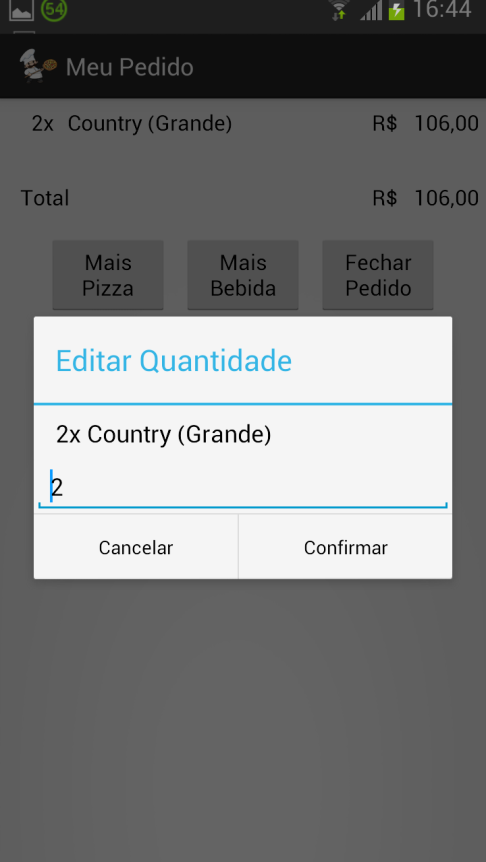 54 16:44
Meu Pedido
2x Country (Grande) R$ 106,00
Total R$ 106,00
Mais Pizza
Mais Bebida
Fechar Pedido
Editar Quantidade
2x Country (Grande)
2
Cancelar Confirmar